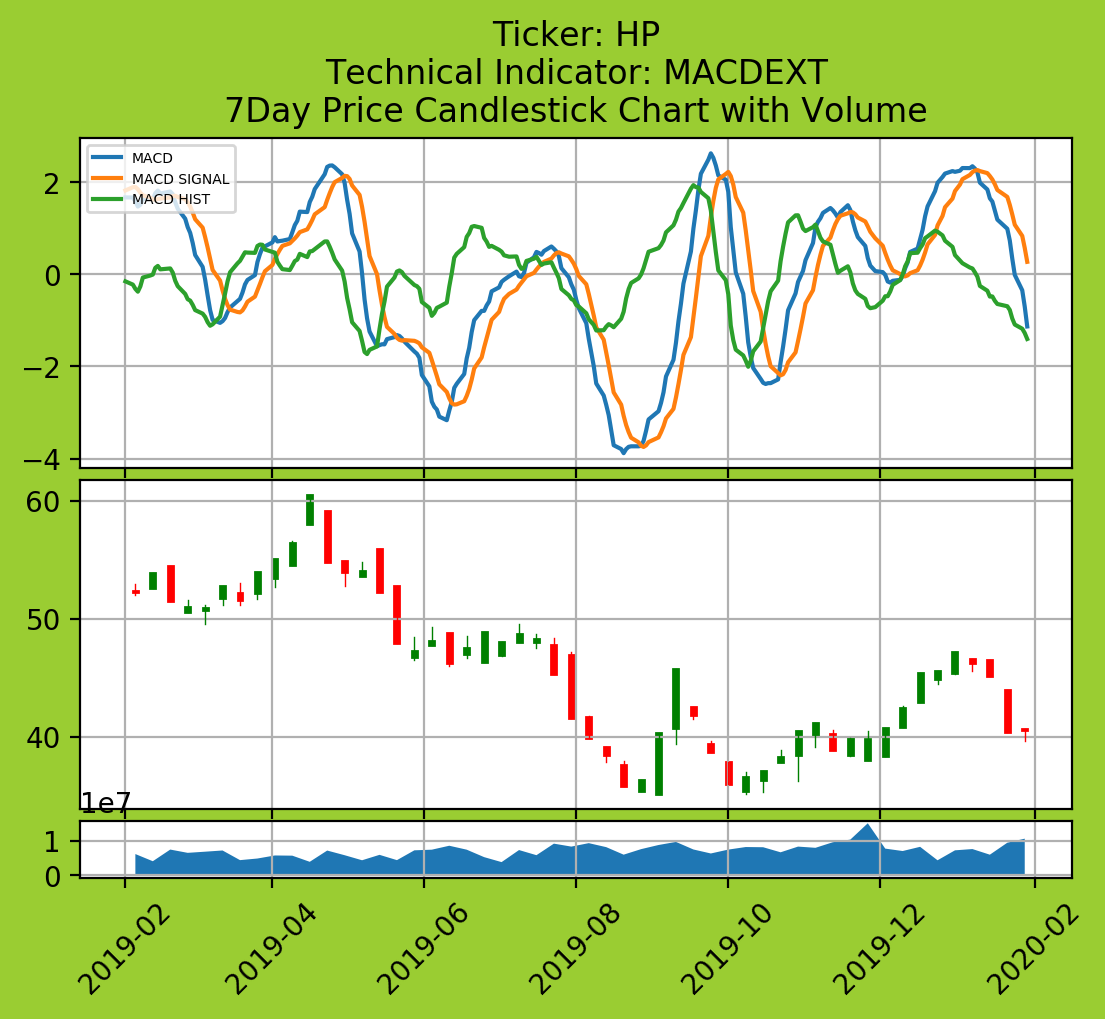 Ticker: HP
Technical Indicator: MACDEXT
7Day Price Candlestick Chart with Volume
MACD
MACD SIGNAL
MACD HIST
2
0
−2
−4
60
50
40
1e7
1
0
2019-02
2019-04
2019-06
2019-08
2019-10
2019-12
2020-02